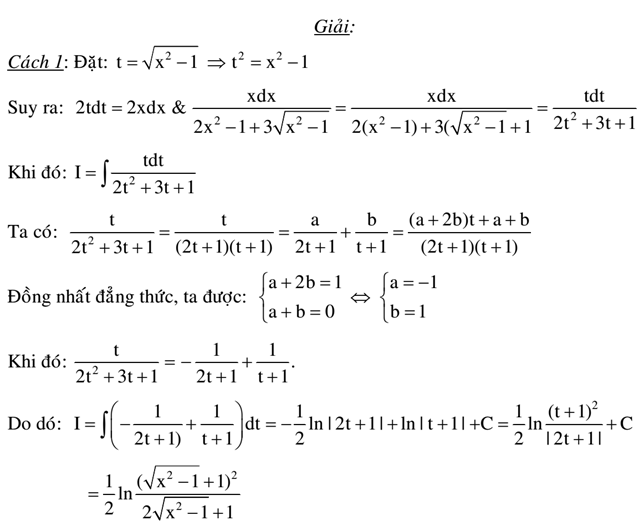 Giải:
Cách 1: Đặt: t = √(x² − 1) ⇒ t² = x² − 1
Suy ra: 2tdt = 2xdx & xdx/(2x² − 1 + 3√(x² − 1)) = xdx/(2(x² − 1) + 3(√(x² − 1) + 1) = tdt/(2t² + 3t + 1)
Khi đó: I = ∫ tdt/(2t² + 3t + 1)
Ta có: t/(2t² + 3t + 1) = t/((2t + 1)(t + 1)) = a/(2t + 1) + b/(t + 1) = ((a + 2b)t + a + b)/((2t + 1)(t + 1))
Đồng nhất đẳng thức, ta được: {a + 2b = 1; a + b = 0 ⇔ {a = −1; b = 1
Khi đó: t/(2t² + 3t + 1) = − 1/(2t + 1) + 1/(t + 1).
Do dó: I = ∫(− 1/(2t + 1)) + 1/(t + 1))dt = − 1/2 ln | 2t + 1 | + ln | t + 1 | + C = 1/2 ln (t + 1)²/| 2t + 1 | + C
= 1/2 ln (√(x² − 1) + 1)²/(2√(x² − 1) + 1)